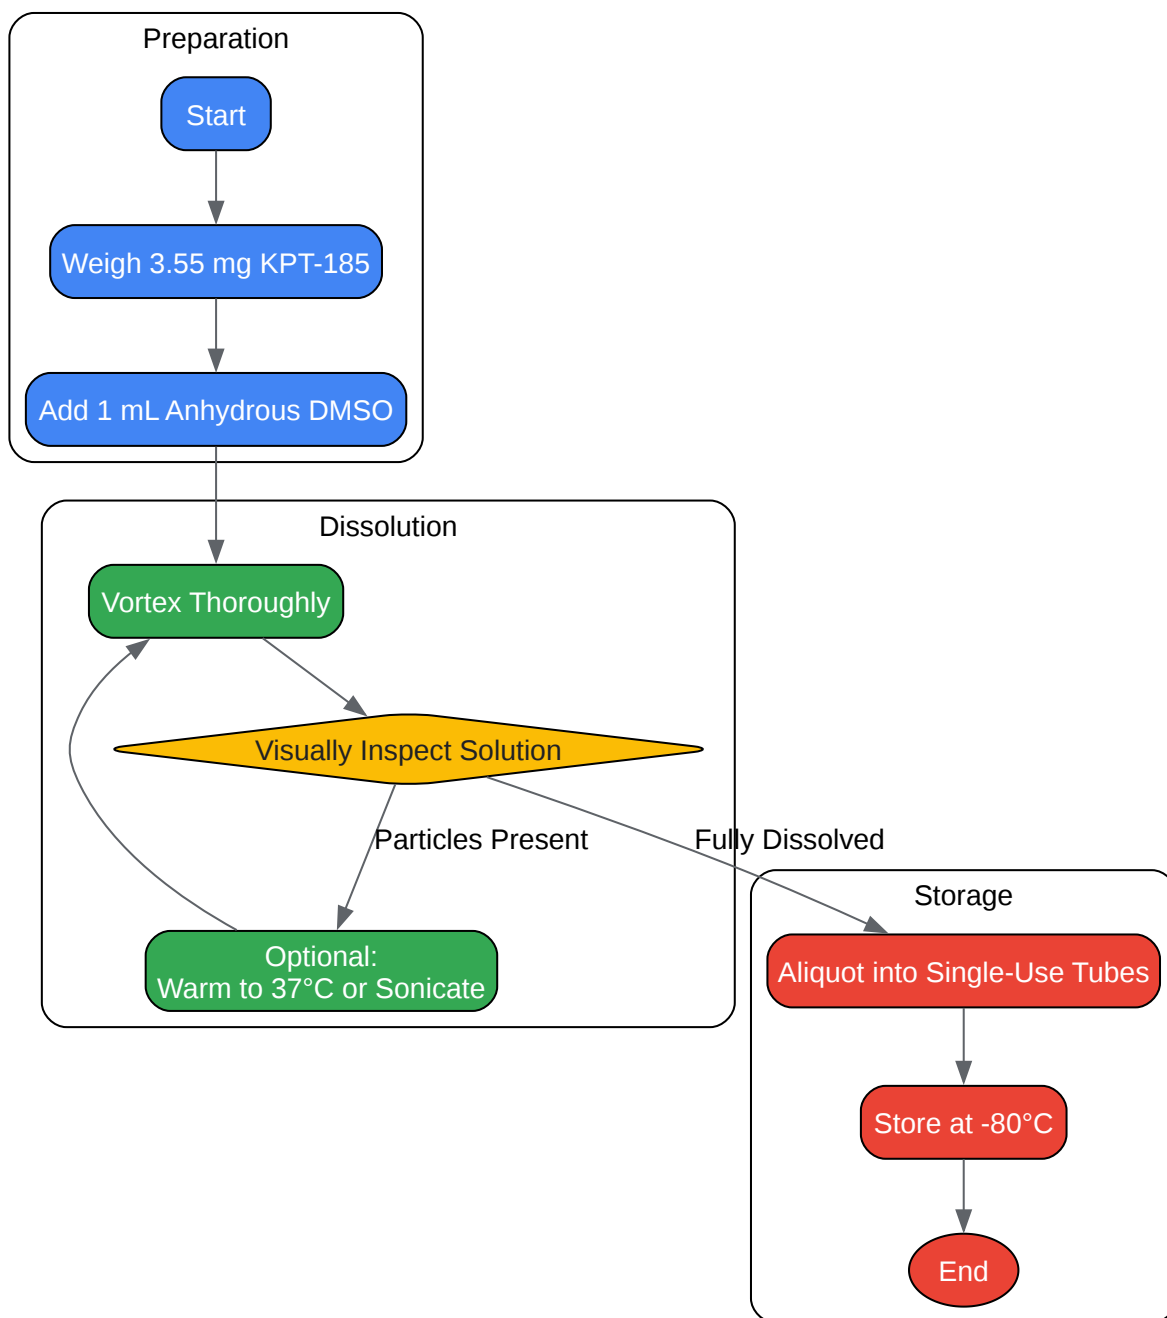 Preparation
Start
Weigh 3.55 mg KPT-185
Add 1 mL Anhydrous DMSO
Dissolution
Vortex Thoroughly
Visually Inspect Solution
Particles Present
Fully Dissolved
Optional:
Warm to 37°C or Sonicate
Storage
Aliquot into Single-Use Tubes
Store at -80°C
End